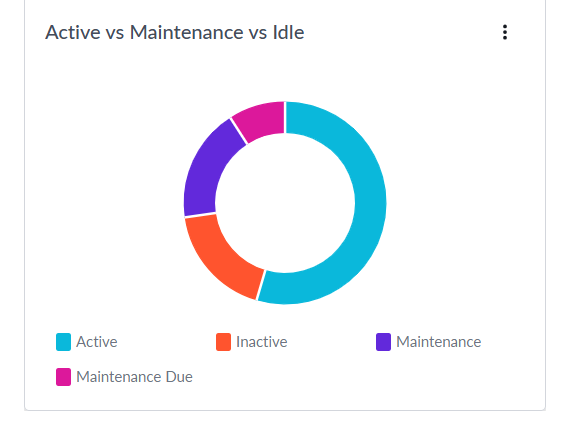 Active vs Maintenance vs Idle
Active Inactive Maintenance
Maintenance Due